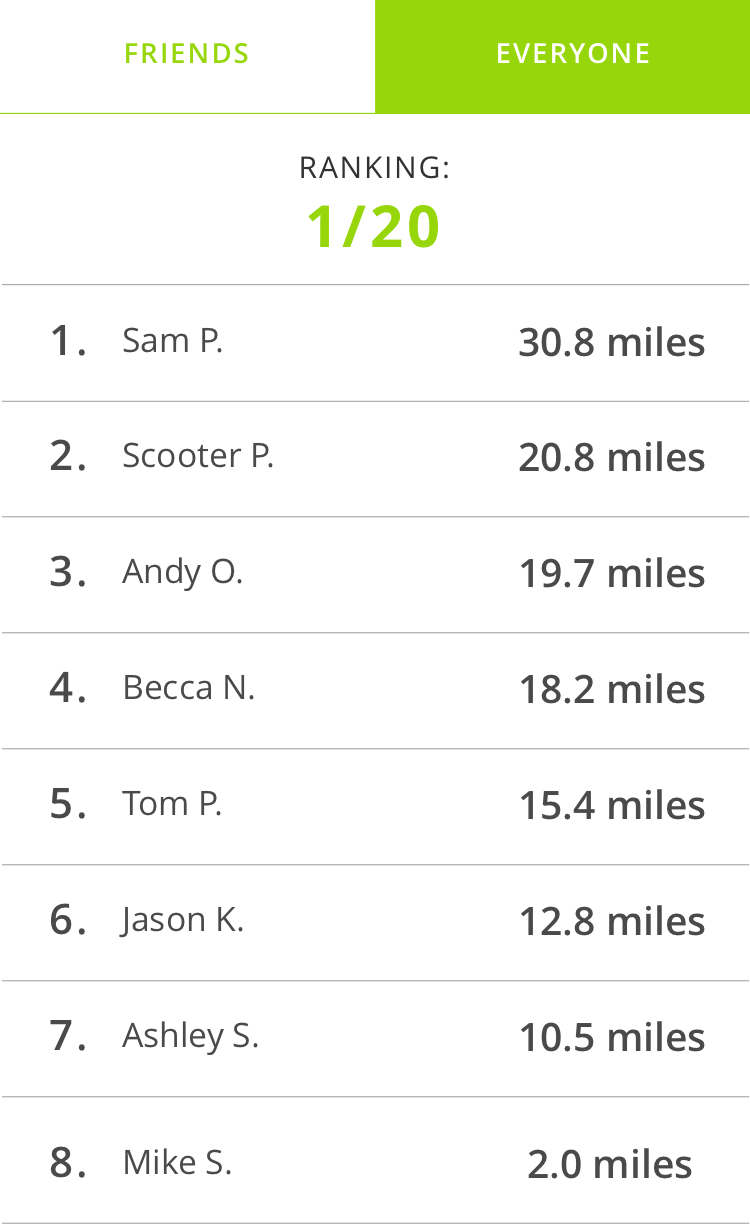 FRIENDS EVERYONE
RANKING:
1/20
1. Sam P. 30.8 miles
2. Scooter P. 20.8 miles
3. Andy O. 19.7 miles
4. Becca N. 18.2 miles
5. Tom P. 15.4 miles
6. Jason K. 12.8 miles
7. Ashley S. 10.5 miles
8. Mike S. 2.0 miles